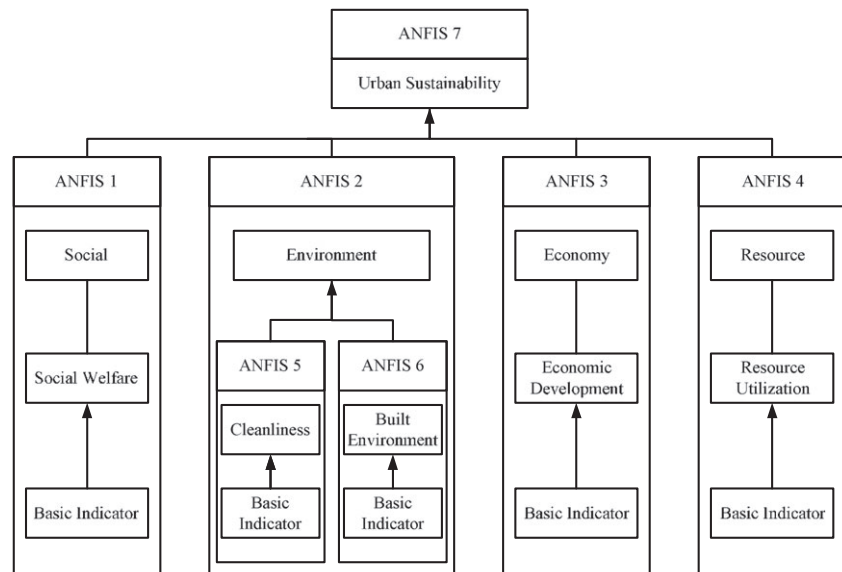 ANFIS 7
Urban Sustainability
ANFIS 1
ANFIS 2
ANFIS 3
ANFIS 4
Social
Environment
Economy
Resource
ANFIS 5
ANFIS 6
Social Welfare
Economic
Development
Resource
Utilization
Cleanliness
Built
Environment
Basic Indicator
Basic
Indicator
Basic
Indicator
Basic Indicator
Basic Indicator